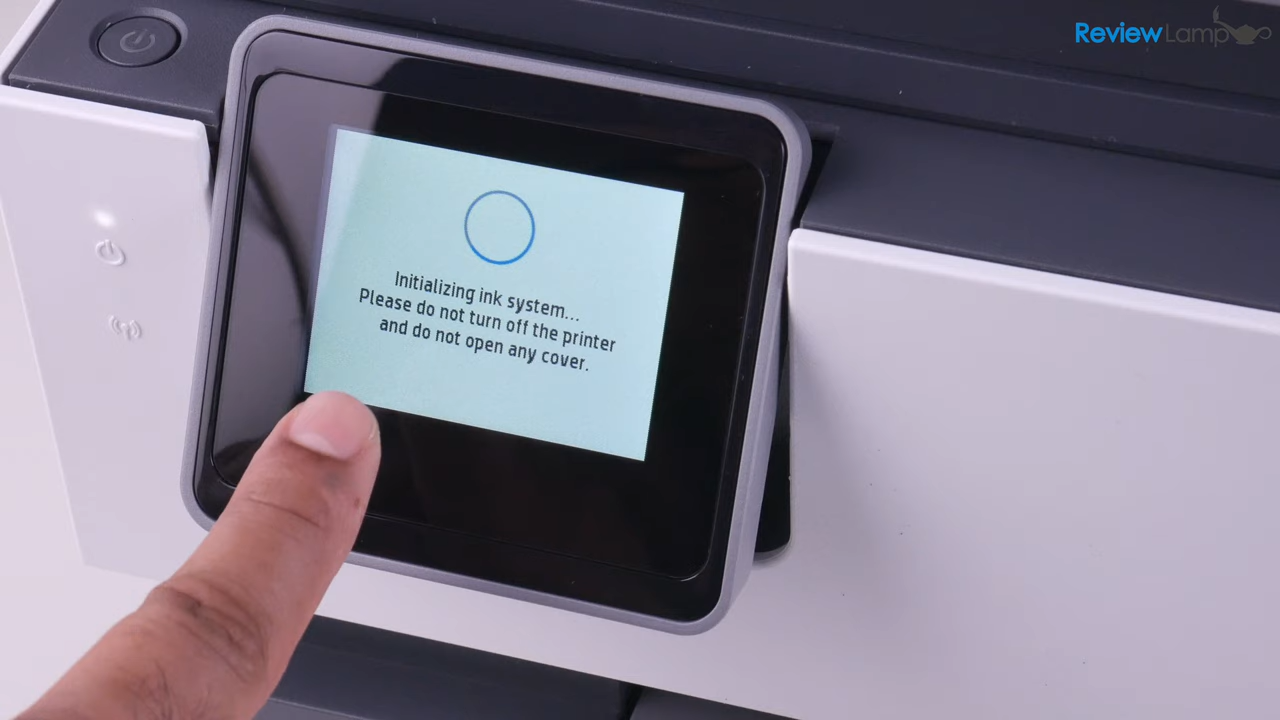 ReviewLamp
Initializing ink system...
Please do not turn off the printer
and do not open any cover.